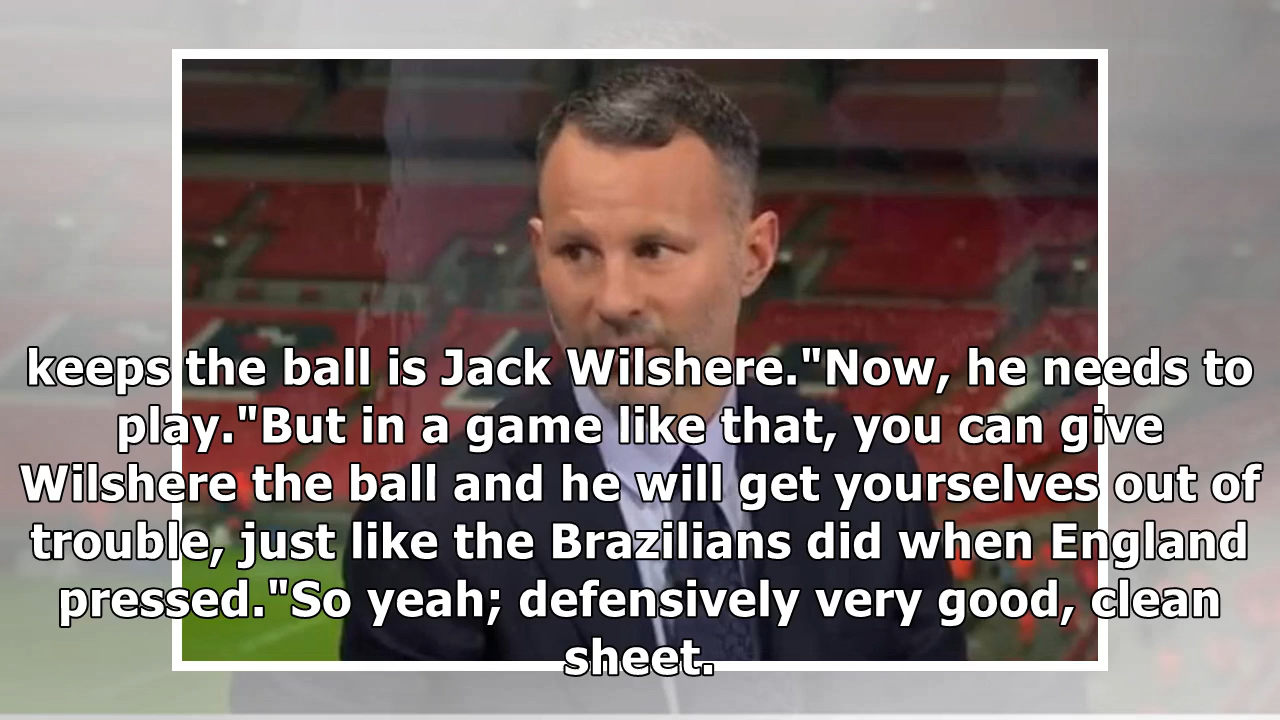 keeps the ball is Jack Wilshere."Now, he needs to
play."But in a game like that, you can give
Wilshere the ball and he will get yourselves out of
trouble, just like the Brazilians did when England
pressed."So yeah; defensively very good, clean
sheet.